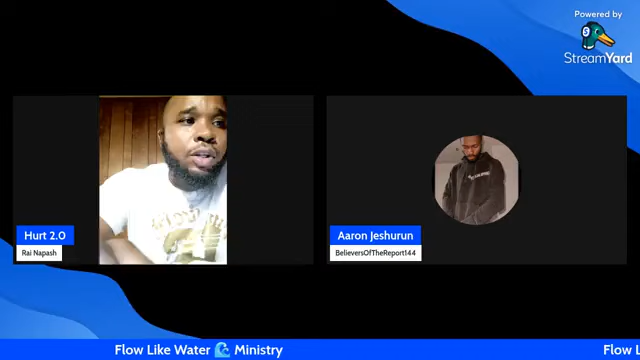 Powered by
StreamYard
Hurt 2.0
Rai Napash
Aaron Jeshurun
BelieversOfTheReport144
Flow Like Water 🌊 Ministry
Flow L